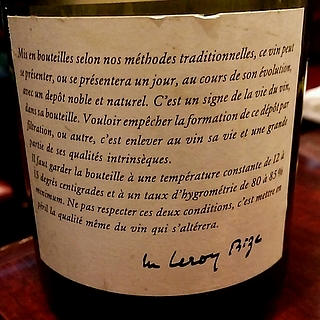 Mis en bouteilles selon nos méthodes traditionnelles, ce vin peut
se présenter, ou se présentera un jour, au cours de son évolution,
avec un depôt noble et naturel. C'est un signe de la vie du vin,
dans sa bouteille. Vouloir empêcher la formation de ce dépôt par
filtration, ou autre, c'est enlever au vin sa vie et une grande
partie de ses qualités intrinsèques.
Il faut garder la bouteille à une température constante de 12 à
13 degrés centigrades et à un taux d'hygrométrie de 80 à 85%
minimum. Ne pas respecter ces deux conditions, c'est mettre en
péril la qualité même du vin qui s'altérera.
Leroy Bize